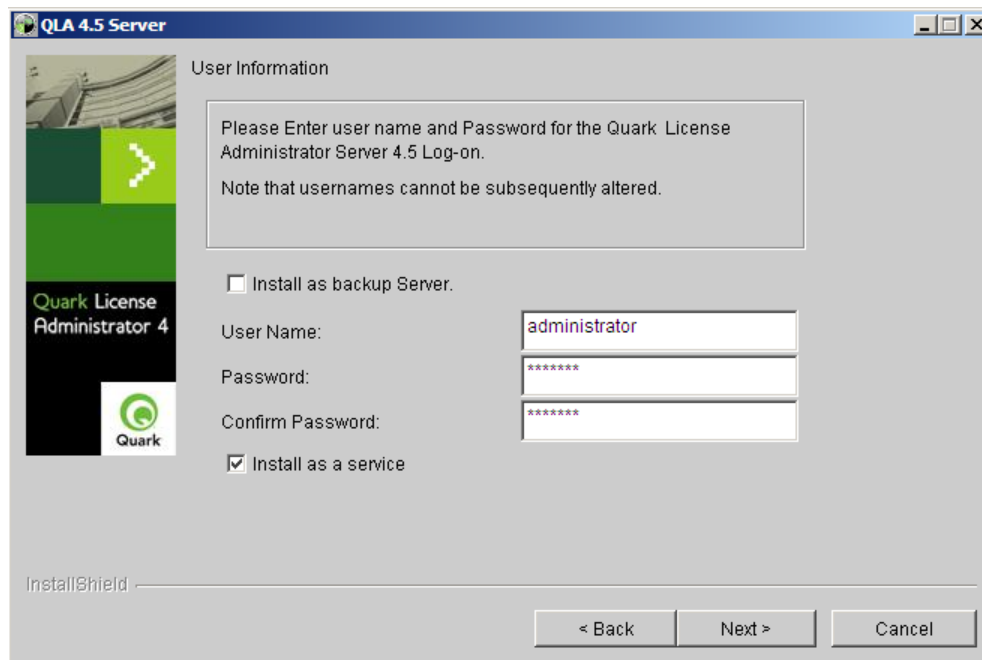 QLA 4.5 Server
User Information
Please Enter user name and Password for the Quark License
Administrator Server 4.5 Log-on.
Note that usernames cannot be subsequently altered.
Install as backup Server.
Quark License
Administrator 4
User Name:
administrator
Password:
*******
Confirm Password:
*******
Quark
Install as a service
InstallShield
< Back
Next >
Cancel